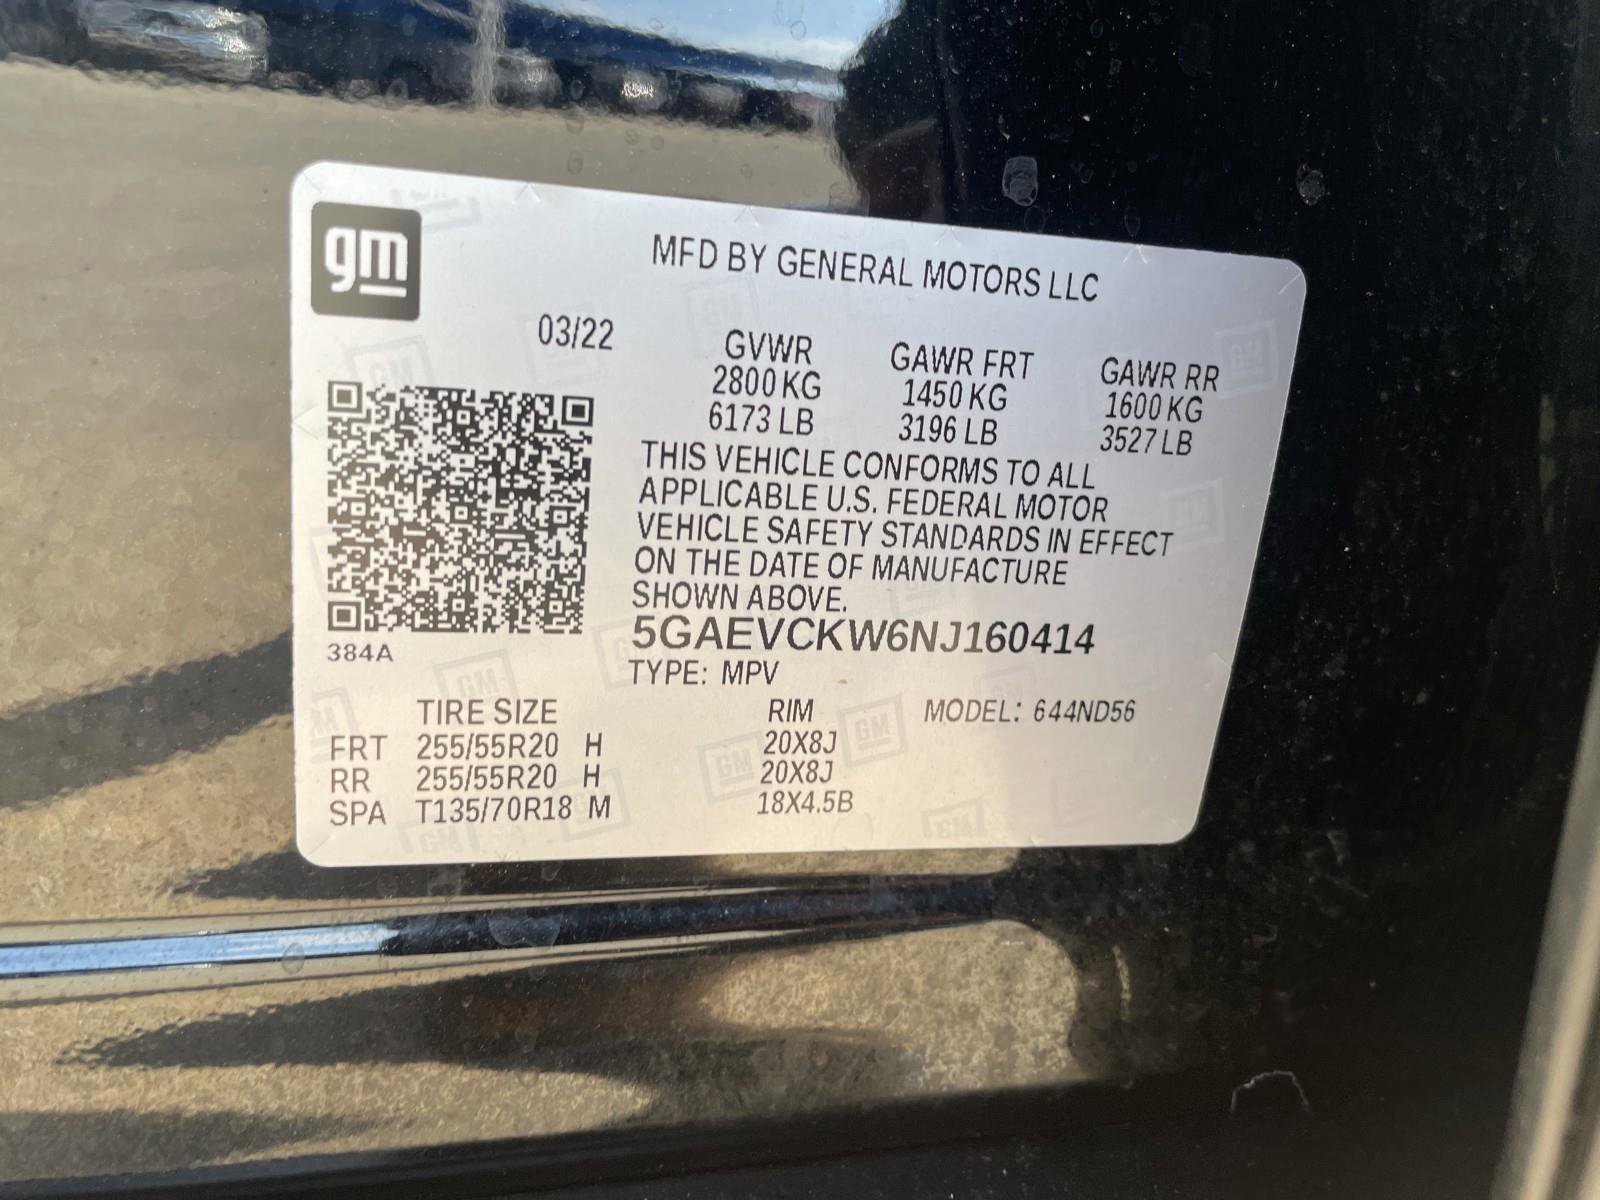 gm
MFD BY GENERAL MOTORS LLC
03/22
GVWR GAWR FRT GAWR RR
2800 KG 1450 KG 1600 KG
6173 LB 3196 LB 3527 LB
THIS VEHICLE CONFORMS TO ALL
APPLICABLE U.S. FEDERAL MOTOR
VEHICLE SAFETY STANDARDS IN EFFECT
ON THE DATE OF MANUFACTURE
SHOWN ABOVE.
5GAEVCKW6NJ160414
384A
TYPE: MPV
TIRE SIZE RIM MODEL: 644ND56
FRT 255/55R20 H 20X8J
RR 255/55R20 H 20X8J
SPA T135/70R18 M 18X4.5B